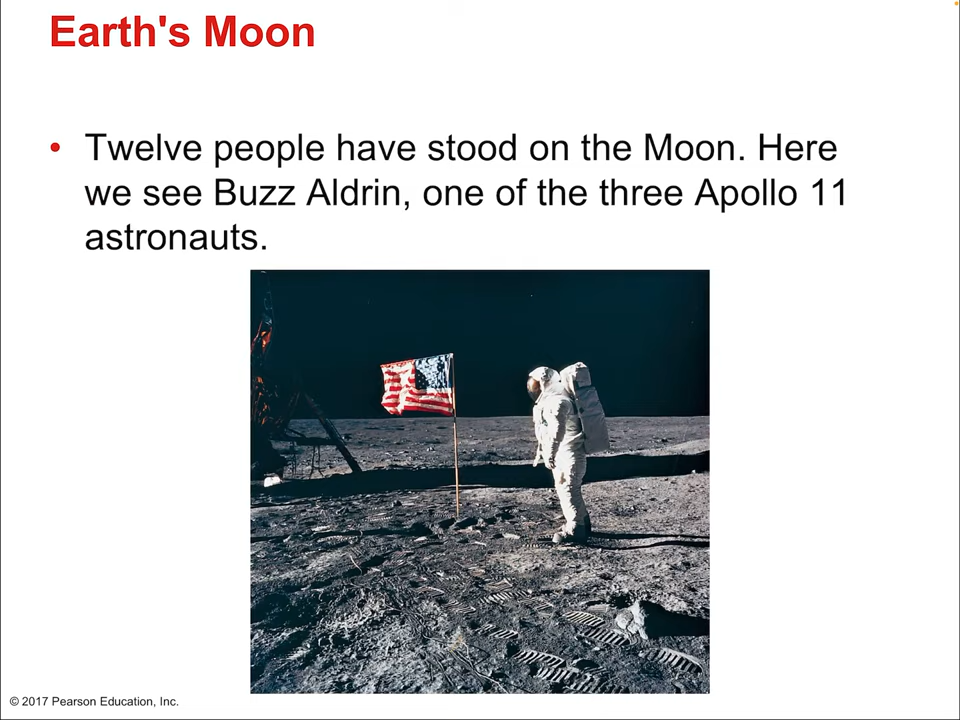 Earth's Moon
• Twelve people have stood on the Moon. Here
we see Buzz Aldrin, one of the three Apollo 11
astronauts.
© 2017 Pearson Education, Inc.